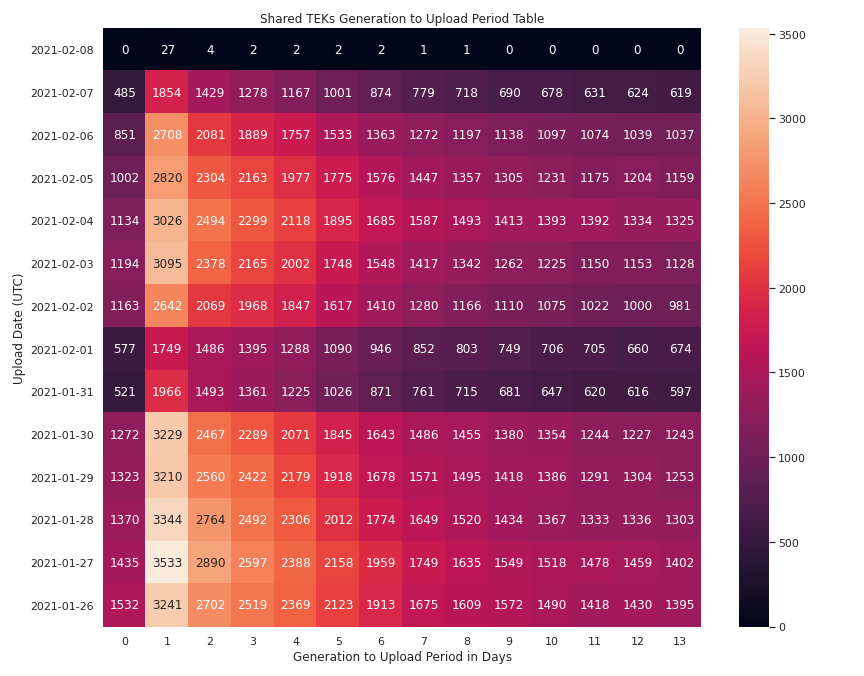 Shared TEKs Generation to Upload Period Table
Upload Date (UTC)
2021-02-08 0 27 4 2 2 2 2 1 1 0 0 0 0 0
2021-02-07 485 1854 1429 1278 1167 1001 874 779 718 690 678 631 624 619
2021-02-06 851 2708 2081 1889 1757 1533 1363 1272 1197 1138 1097 1074 1039 1037
2021-02-05 1002 2820 2304 2163 1977 1775 1576 1447 1357 1305 1231 1175 1204 1159
2021-02-04 1134 3026 2494 2299 2118 1895 1685 1587 1493 1413 1393 1392 1334 1325
2021-02-03 1194 3095 2378 2165 2002 1748 1548 1417 1342 1262 1225 1150 1153 1128
2021-02-02 1163 2642 2069 1968 1847 1617 1410 1280 1166 1110 1075 1022 1000 981
2021-02-01 577 1749 1486 1395 1288 1090 946 852 803 749 706 705 660 674
2021-01-31 521 1966 1493 1361 1225 1026 871 761 715 681 647 620 616 597
2021-01-30 1272 3229 2467 2289 2071 1845 1643 1486 1455 1380 1354 1244 1227 1243
2021-01-29 1323 3210 2560 2422 2179 1918 1678 1571 1495 1418 1386 1291 1304 1253
2021-01-28 1370 3344 2764 2492 2306 2012 1774 1649 1520 1434 1367 1333 1336 1303
2021-01-27 1435 3533 2890 2597 2388 2158 1959 1749 1635 1549 1518 1478 1459 1402
2021-01-26 1532 3241 2702 2519 2369 2123 1913 1675 1609 1572 1490 1418 1430 1395
0 1 2 3 4 5 6 7 8 9 10 11 12 13
Generation to Upload Period in Days
3500
3000
2500
2000
1500
1000
500
0